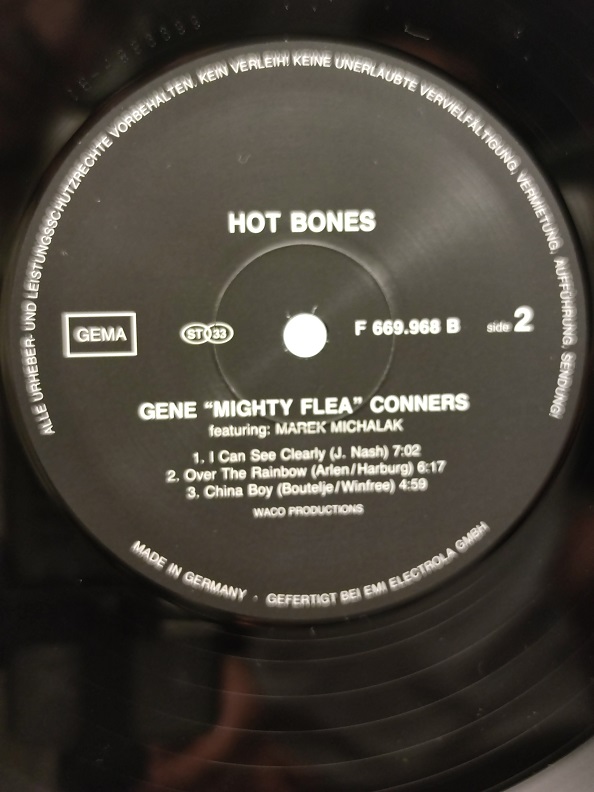 ALLE URHEBER- UND LEISTUNGSSCHUTZRECHTE VORBEHALTEN. KEIN VERLEIH! KEINE UNERLAUBTE VERVIELFÄLTIGUNG, VERMIETUNG, AUFFÜHRUNG, SENDUNG!
HOT BONES
GEMA
ST 33
F 669.968 B
side 2
GENE “MIGHTY FLEA” CONNERS
featuring: MAREK MICHALAK
1. I Can See Clearly (J. Nash) 7:02
2. Over The Rainbow (Arlen/Harburg) 6:17
3. China Boy (Boutelje/Winfree) 4:59
WACO PRODUCTIONS
MADE IN GERMANY · GEFERTIGT BEI EMI ELECTROLA GMBH